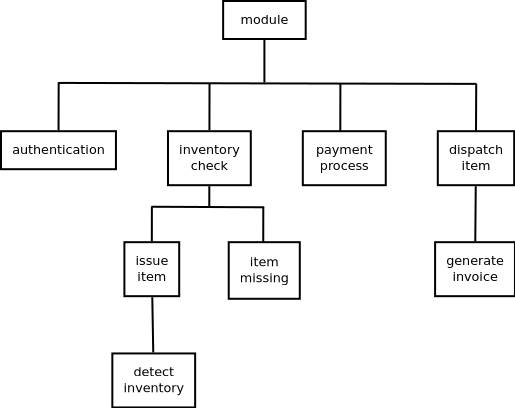 module
authentication
inventory
check
payment
process
dispatch
item
issue
item
item
missing
generate
invoice
detect
inventory